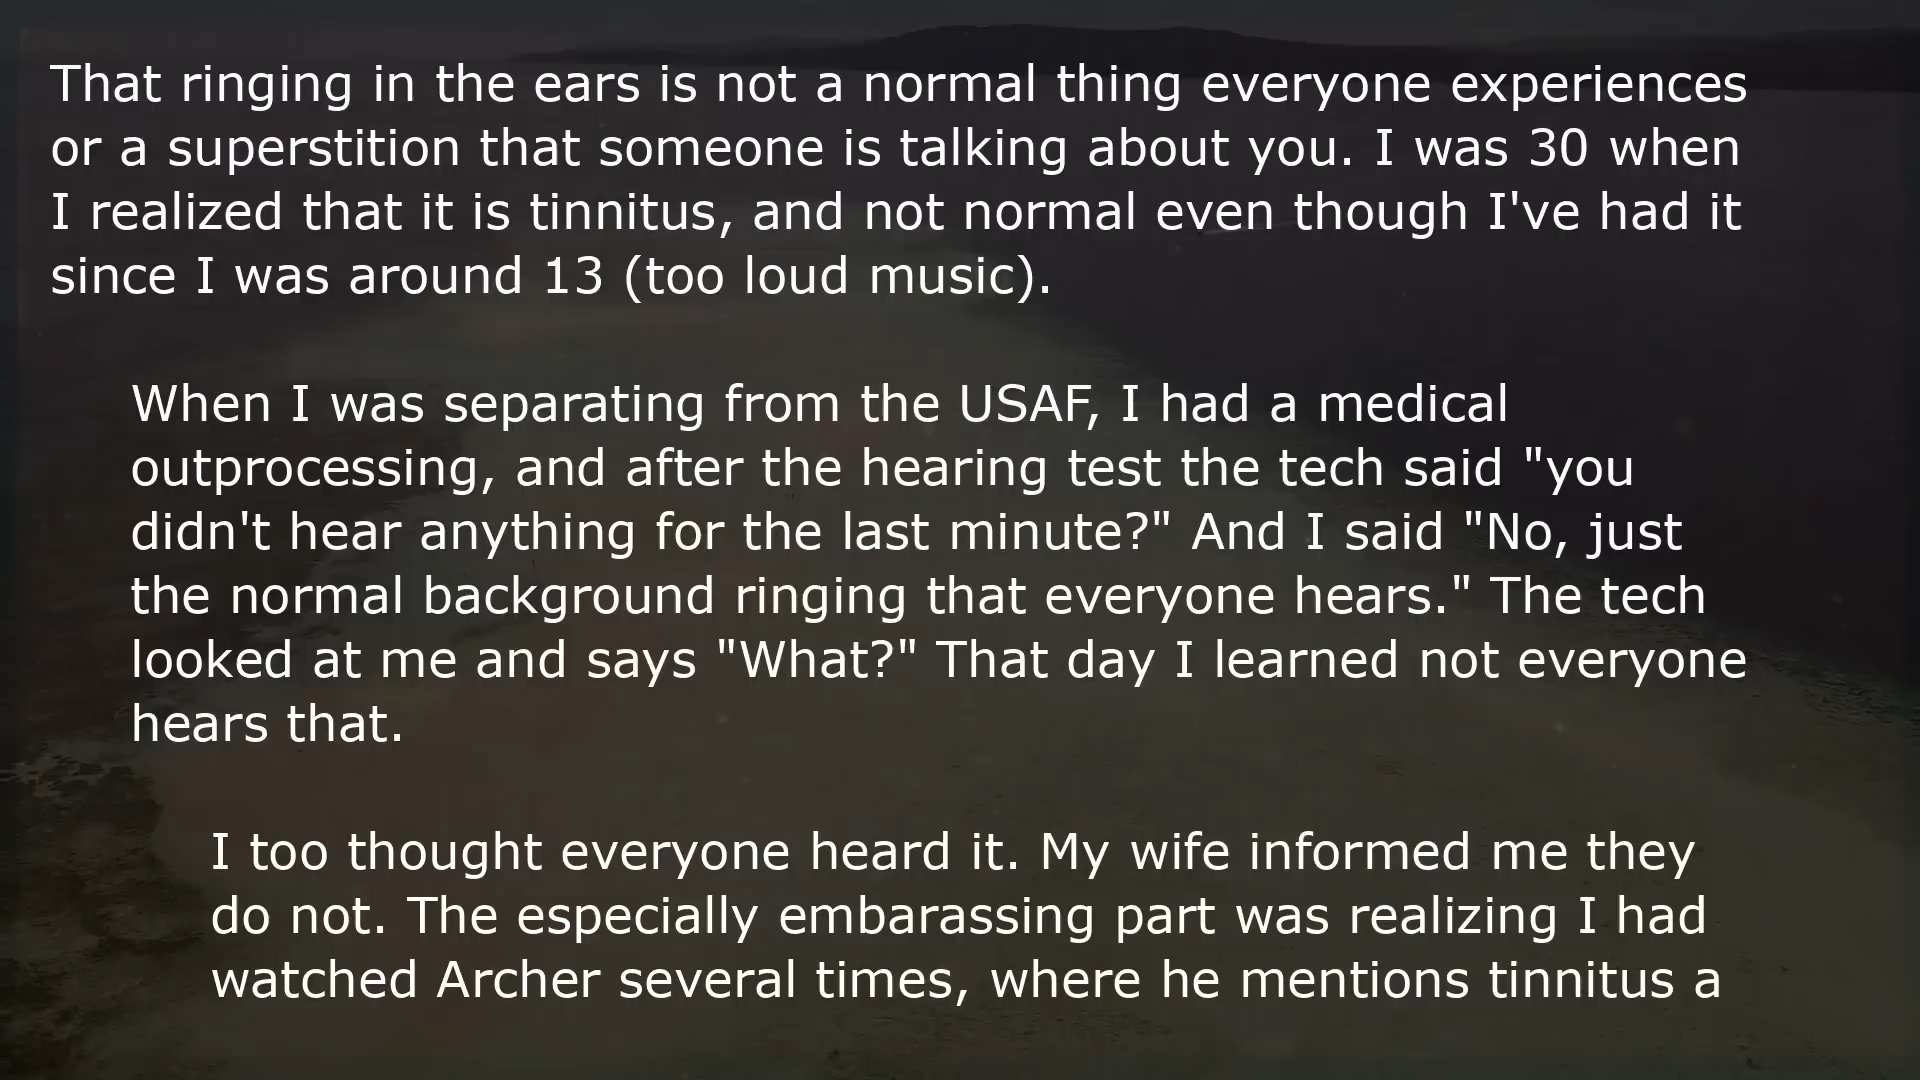 That ringing in the ears is not a normal thing everyone experiences
or a superstition that someone is talking about you. I was 30 when
I realized that it is tinnitus, and not normal even though I've had it
since I was around 13 (too loud music).
When I was separating from the USAF, I had a medical
outprocessing, and after the hearing test the tech said "you
didn't hear anything for the last minute?" And I said "No, just
the normal background ringing that everyone hears." The tech
looked at me and says "What?" That day I learned not everyone
hears that.
I too thought everyone heard it. My wife informed me they
do not. The especially embarassing part was realizing I had
watched Archer several times, where he mentions tinnitus a